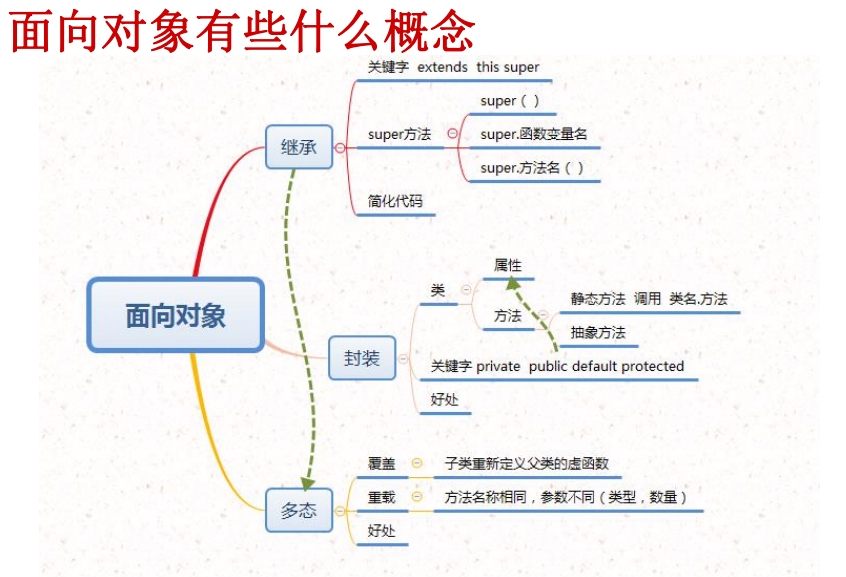 面向对象有些什么概念
关键字 extends this super
super（）
super方法
super.函数变量名
继承
super.方法名（）
简化代码
属性
类
静态方法 调用 类名.方法
方法
面向对象
抽象方法
封装
关键字 private public default protected
好处
覆盖
子类重新定义父类的虚函数
重载
方法名称相同，参数不同（类型，数量）
多态
好处